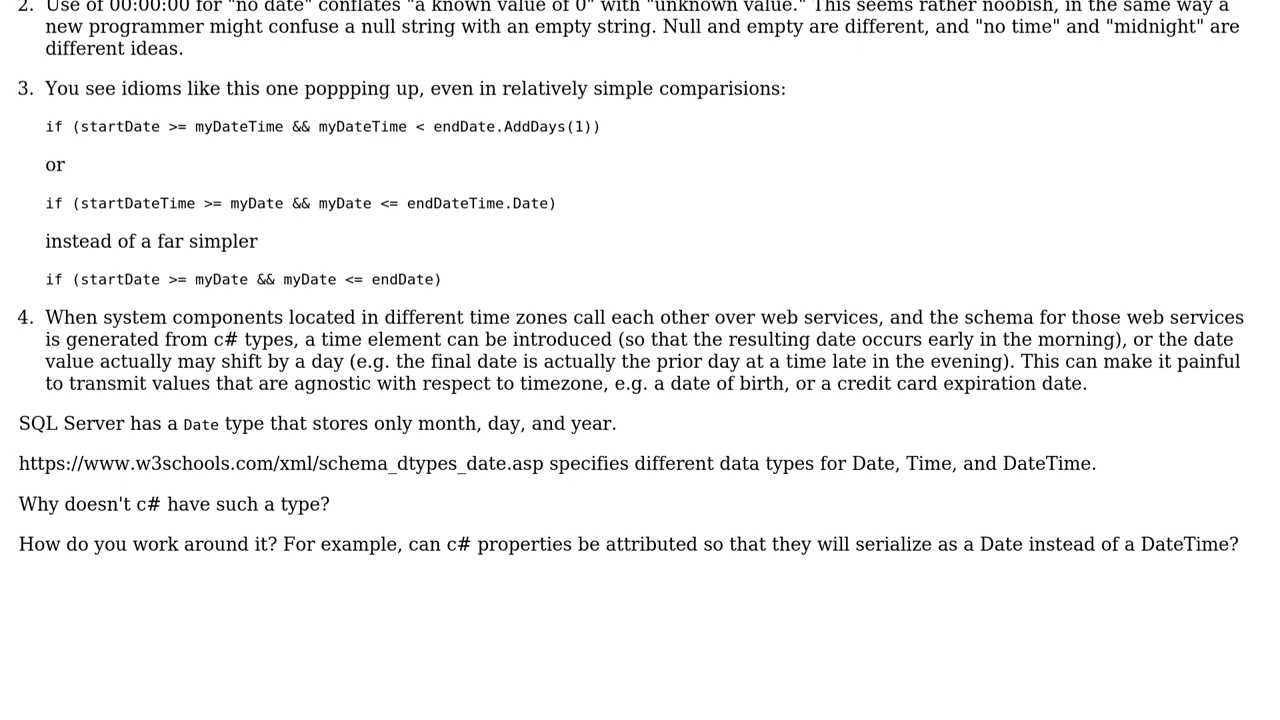 2. Use of 00:00:00 for "no date" conflates "a known value of 0" with "unknown value." This seems rather noobish, in the same way a
new programmer might confuse a null string with an empty string. Null and empty are different, and "no time" and "midnight" are
different ideas.
3. You see idioms like this one poppping up, even in relatively simple comparisions:
if (startDate >= myDateTime && myDateTime < endDate.AddDays(1))
or
if (startDateTime >= myDate && myDate <= endDateTime.Date)
instead of a far simpler
if (startDate >= myDate && myDate <= endDate)
4. When system components located in different time zones call each other over web services, and the schema for those web services
is generated from c# types, a time element can be introduced (so that the resulting date occurs early in the morning), or the date
value actually may shift by a day (e.g. the final date is actually the prior day at a time late in the evening). This can make it painful
to transmit values that are agnostic with respect to timezone, e.g. a date of birth, or a credit card expiration date.
SQL Server has a Date type that stores only month, day, and year.
https://www.w3schools.com/xml/schema_dtypes_date.asp specifies different data types for Date, Time, and DateTime.
Why doesn't c# have such a type?
How do you work around it? For example, can c# properties be attributed so that they will serialize as a Date instead of a DateTime?